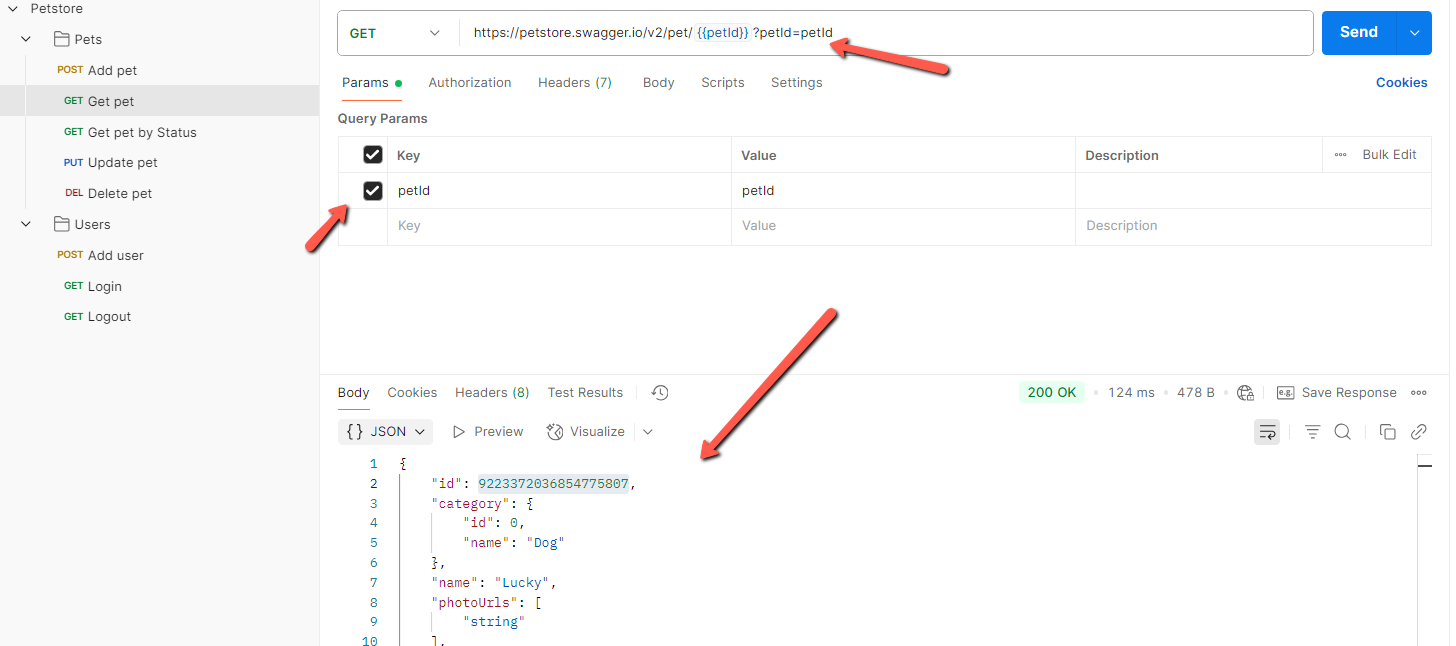 Petstore
Pets
POST Add pet
GET Get pet
GET Get pet by Status
PUT Update pet
DEL Delete pet
Users
POST Add user
GET Login
GET Logout
GET https://petstore.swagger.io/v2/pet/ {{petId}} ?petId=petId Send
Params Authorization Headers (7) Body Scripts Settings Cookies
Query Params
Key Value Description Bulk Edit
petId petId
Key Value Description
Body Cookies Headers (8) Test Results 200 OK 124 ms 478 B e.g. Save Response
{} JSON Preview Visualize
1 {
2 "id": 9223372036854775807,
3 "category": {
4 "id": 0,
5 "name": "Dog"
6 },
7 "name": "Lucky",
8 "photoUrls": [
9 "string"
10 ],